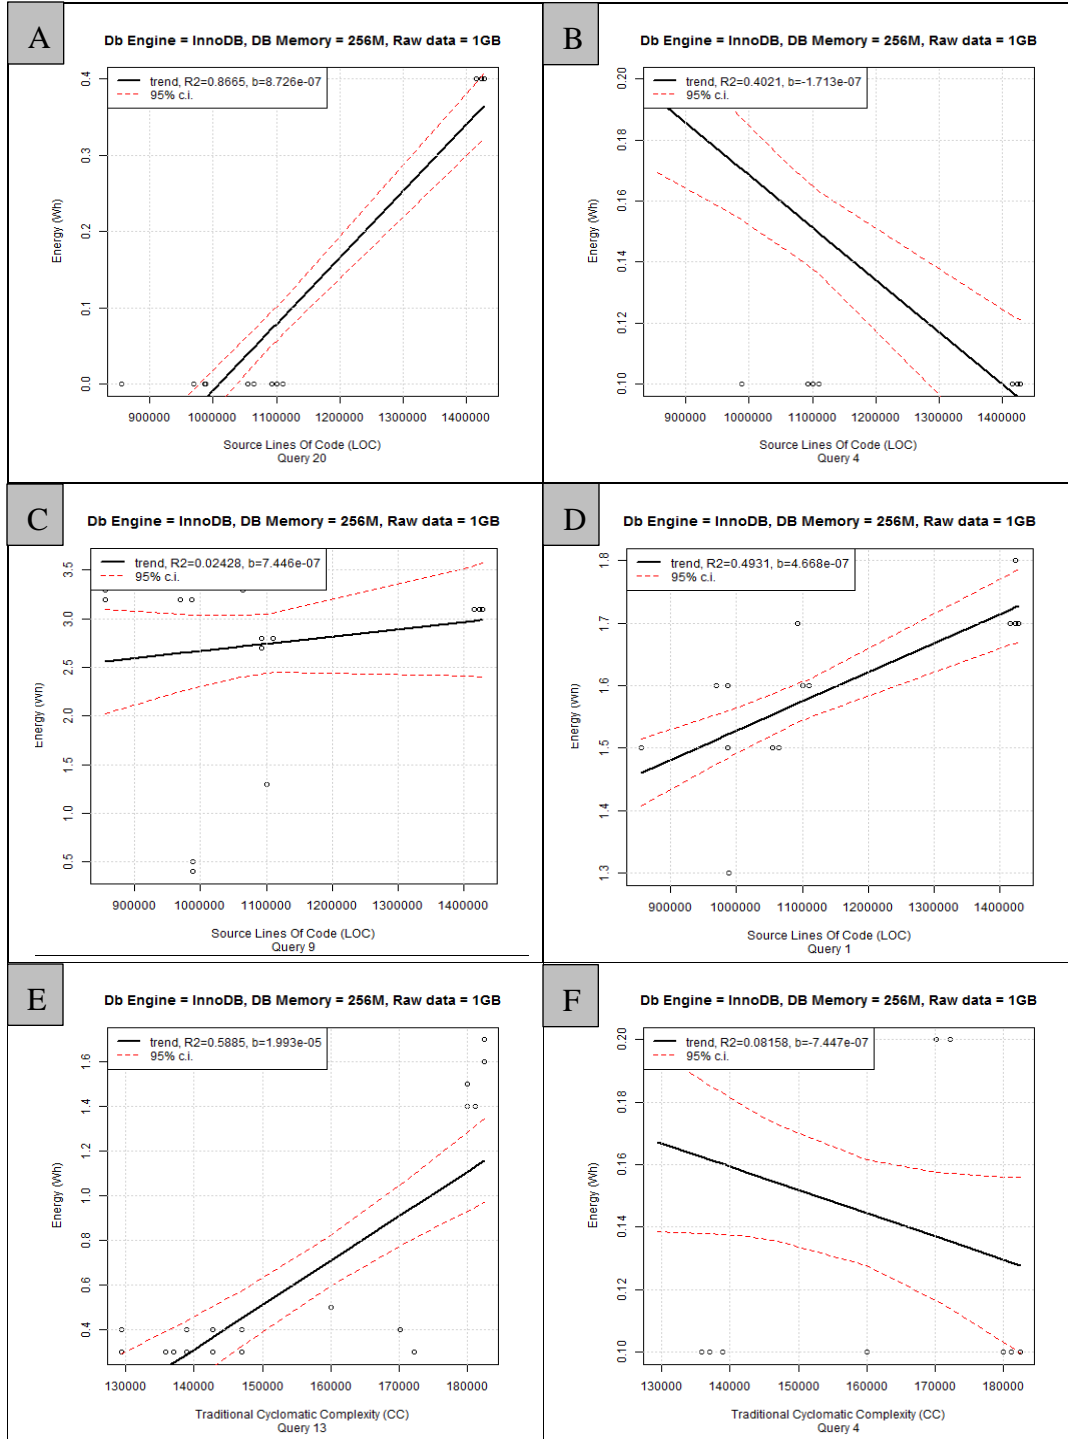 A
Db Engine = InnoDB, DB Memory = 256M, Raw data = 1GB
trend, R2=0.8665, b=8.726e-07
95% c.i.
0.4
0.3
0.2
0.1
0.0
Energy (Wh)
900000 1000000 1100000 1200000 1300000 1400000
Source Lines Of Code (LOC)
Query 20
B
Db Engine = InnoDB, DB Memory = 256M, Raw data = 1GB
trend, R2=0.4021, b=-1.713e-07
95% c.i.
0.20
0.18
0.16
0.14
0.12
0.10
Energy (Wh)
900000 1000000 1100000 1200000 1300000 1400000
Source Lines Of Code (LOC)
Query 4
C
Db Engine = InnoDB, DB Memory = 256M, Raw data = 1GB
trend, R2=0.02428, b=7.446e-07
95% c.i.
3.5
3.0
2.5
2.0
1.5
1.0
0.5
Energy (Wh)
900000 1000000 1100000 1200000 1300000 1400000
Source Lines Of Code (LOC)
Query 9
D
Db Engine = InnoDB, DB Memory = 256M, Raw data = 1GB
trend, R2=0.4931, b=4.668e-07
95% c.i.
1.8
1.7
1.6
1.5
1.4
1.3
Energy (Wh)
900000 1000000 1100000 1200000 1300000 1400000
Source Lines Of Code (LOC)
Query 1
E
Db Engine = InnoDB, DB Memory = 256M, Raw data = 1GB
trend, R2=0.5885, b=1.993e-05
95% c.i.
1.6
1.4
1.2
1.0
0.8
0.6
0.4
Energy (Wh)
130000 140000 150000 160000 170000 180000
Traditional Cyclomatic Complexity (CC)
Query 13
F
Db Engine = InnoDB, DB Memory = 256M, Raw data = 1GB
trend, R2=0.08158, b=-7.447e-07
95% c.i.
0.20
0.18
0.16
0.14
0.12
0.10
Energy (Wh)
130000 140000 150000 160000 170000 180000
Traditional Cyclomatic Complexity (CC)
Query 4